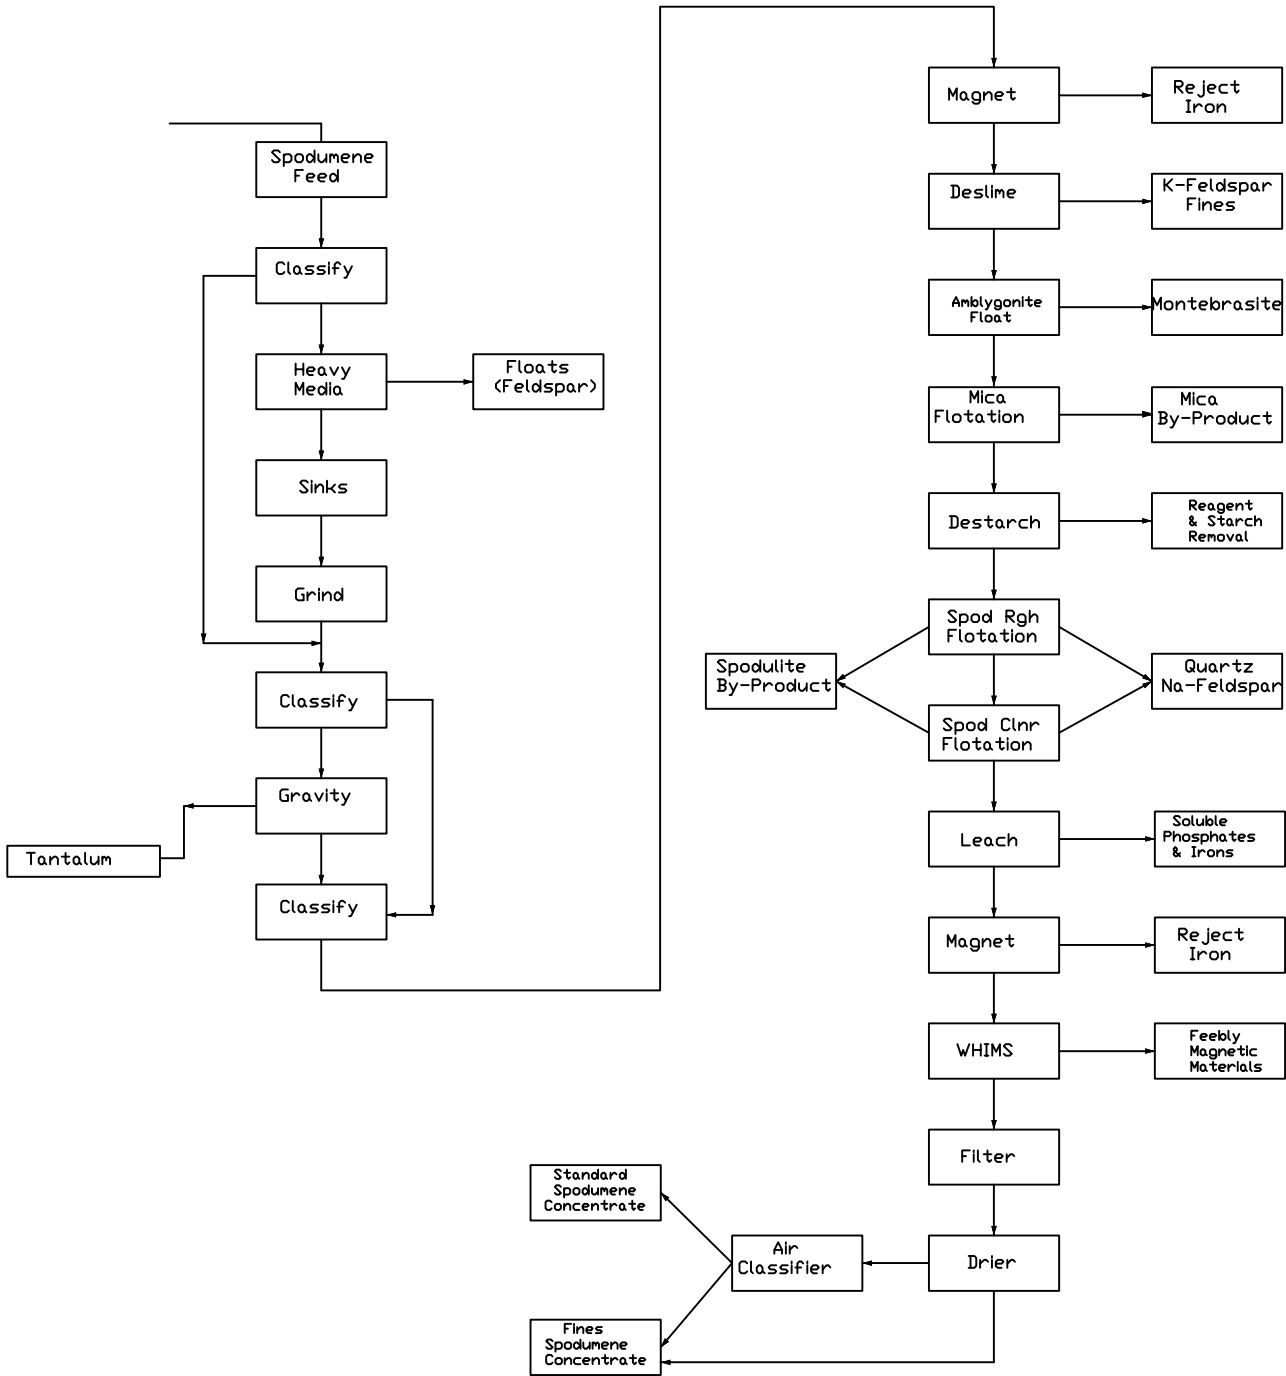 Spodumene
Feed
Classify
Heavy
Media
Floats
(Feldspar)
Sinks
Grind
Classify
Gravity
Tantalum
Classify
Magnet
Reject
Iron
Deslime
K-Feldspar
Fines
Amblygonite
Float
Montebrasite
Mica
Flotation
Mica
By-Product
Destarch
Reagent
& Starch
Removal
Spod Rgh
Flotation
Spodulite
By-Product
Quartz
Na-Feldspar
Spod Clnr
Flotation
Leach
Soluble
Phosphates
& Irons
Magnet
Reject
Iron
WHIMS
Feebly
Magnetic
Materials
Filter
Drier
Air
Classifier
Standard
Spodumene
Concentrate
Fines
Spodumene
Concentrate